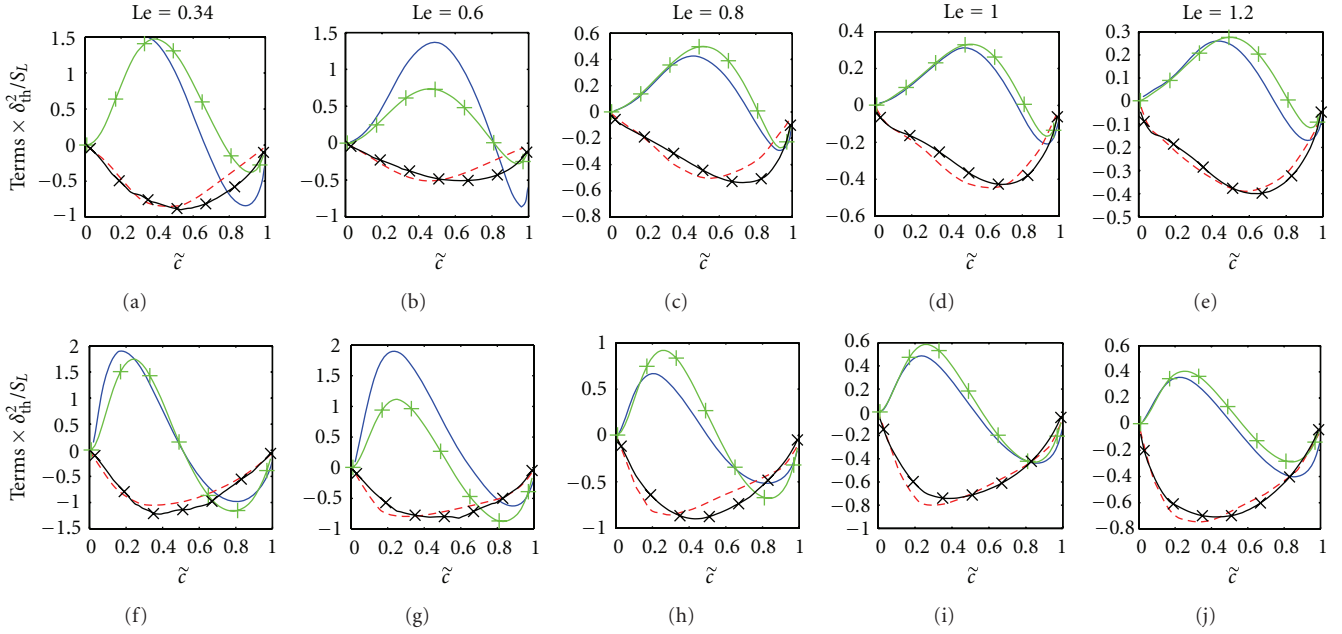 Le = 0.34 Le = 0.6 Le = 0.8 Le = 1 Le = 1.2
Terms × δ²th/SL
1.5
1
0.5
0
−0.5
−1
0 0.2 0.4 0.6 0.8 1
c̃
(a)
1.5
1
0.5
0
−0.5
−1
0 0.2 0.4 0.6 0.8 1
c̃
(b)
0.6
0.4
0.2
0
−0.2
−0.4
−0.6
−0.8
0 0.2 0.4 0.6 0.8 1
c̃
(c)
0.4
0.2
0
−0.2
−0.4
−0.6
0 0.2 0.4 0.6 0.8 1
c̃
(d)
0.3
0.2
0.1
0
−0.1
−0.2
−0.3
−0.4
−0.5
0 0.2 0.4 0.6 0.8 1
c̃
(e)
Terms × δ²th/SL
2
1.5
1
0.5
0
−0.5
−1
−1.5
0 0.2 0.4 0.6 0.8 1
c̃
(f)
2
1.5
1
0.5
0
−0.5
−1
0 0.2 0.4 0.6 0.8 1
c̃
(g)
1
0.5
0
−0.5
−1
0 0.2 0.4 0.6 0.8 1
c̃
(h)
0.6
0.4
0.2
0
−0.2
−0.4
−0.6
−0.8
−1
0 0.2 0.4 0.6 0.8 1
c̃
(i)
0.6
0.4
0.2
0
−0.2
−0.4
−0.6
−0.8
0 0.2 0.4 0.6 0.8 1
c̃
(j)